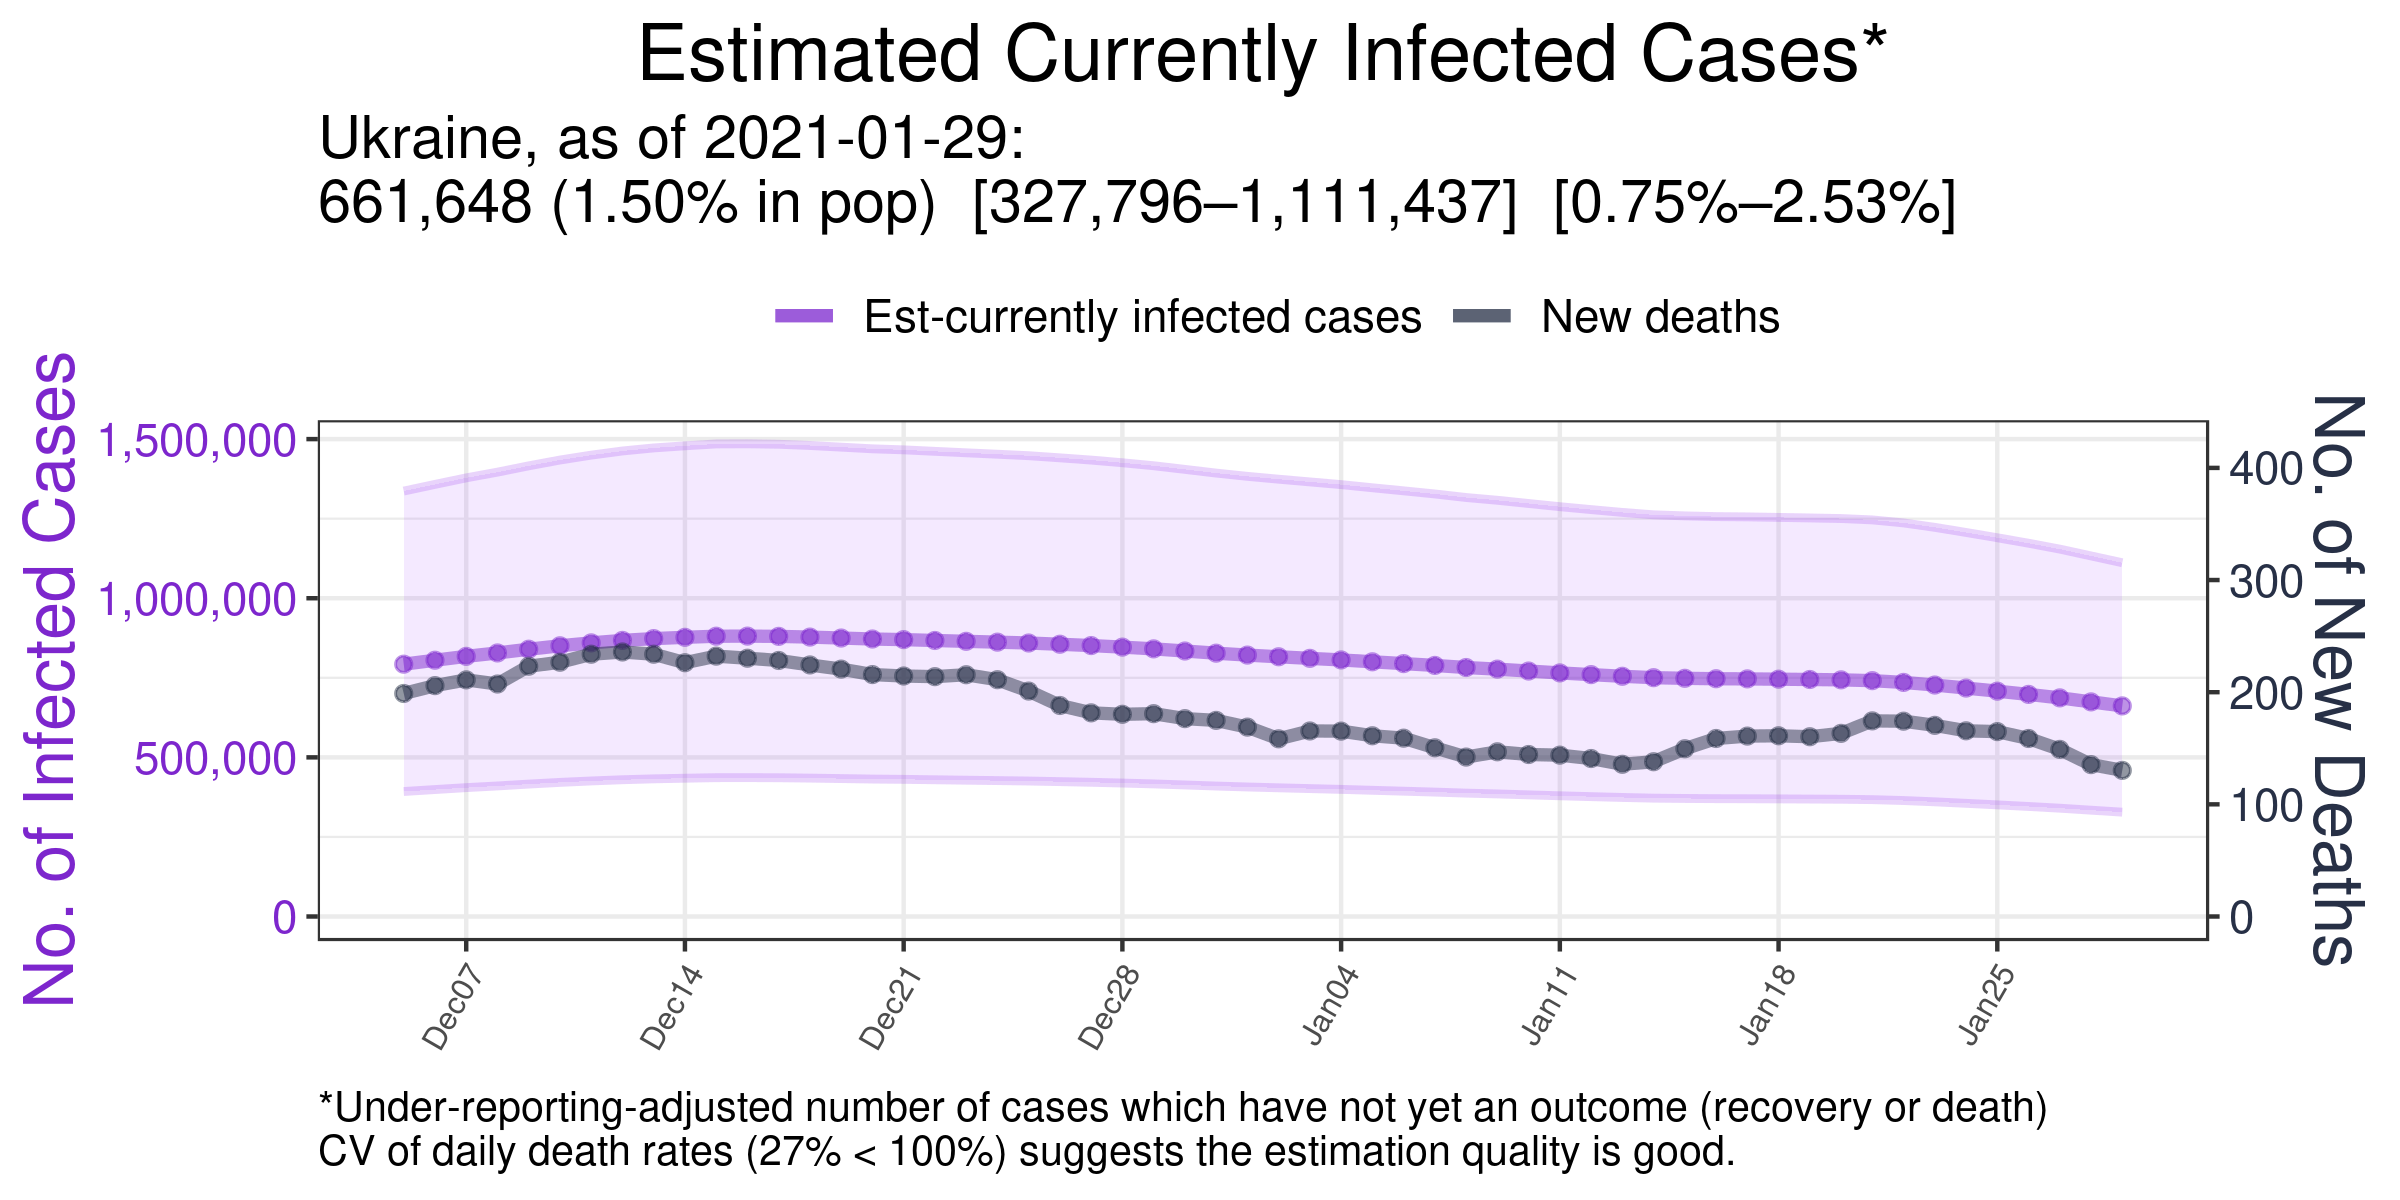 Estimated Currently Infected Cases*
Ukraine, as of 2021-01-29:
661,648 (1.50% in pop) [327,796–1,111,437] [0.75%–2.53%]
Est-currently infected cases
New deaths
No. of Infected Cases
1,500,000
1,000,000
500,000
0
400
300
200
100
0
No. of New Deaths
Dec07
Dec14
Dec21
Dec28
Jan04
Jan11
Jan18
Jan25
*Under-reporting-adjusted number of cases which have not yet an outcome (recovery or death)
CV of daily death rates (27% < 100%) suggests the estimation quality is good.